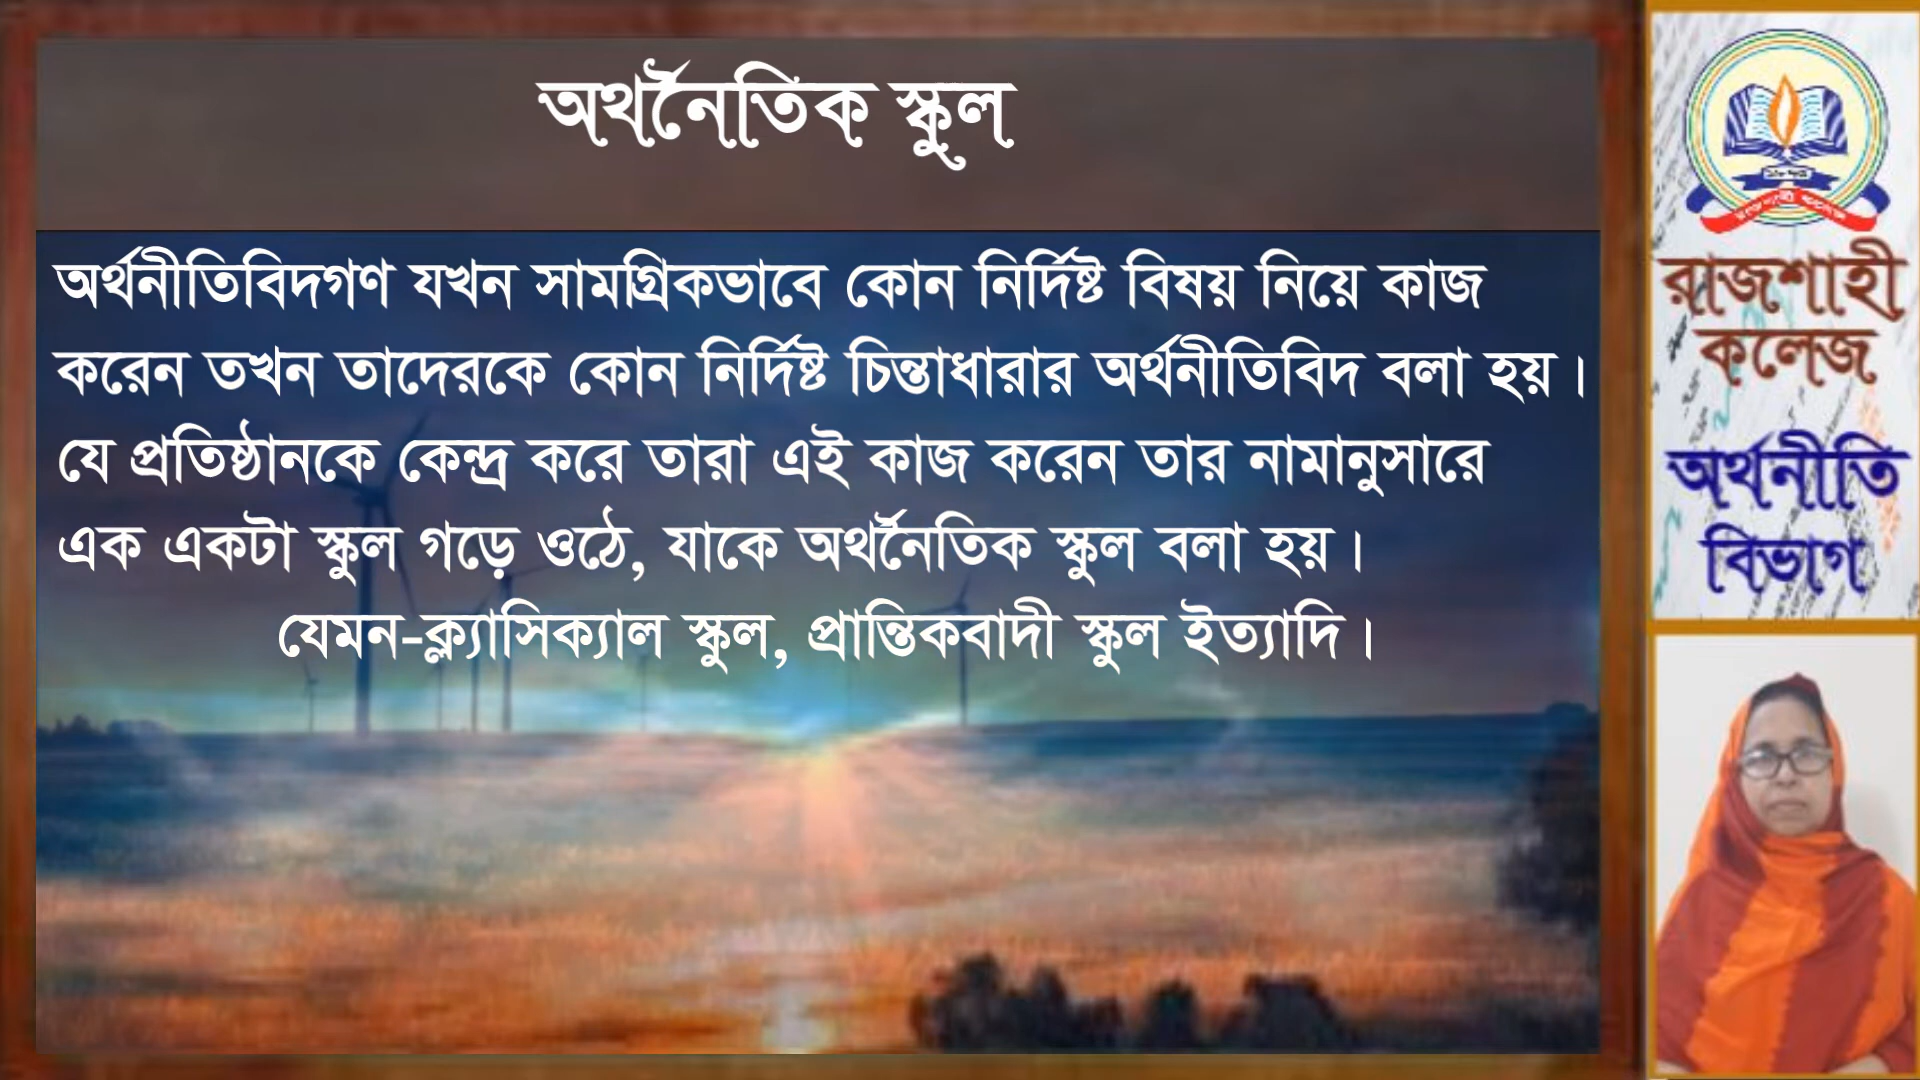 অর্থনৈতিক স্কুল
অর্থনীতিবিদগণ যখন সামগ্রিকভাবে কোন নির্দিষ্ট বিষয় নিয়ে কাজ
করেন তখন তাদেরকে কোন নির্দিষ্ট চিন্তাধারার অর্থনীতিবিদ বলা হয়।
যে প্রতিষ্ঠানকে কেন্দ্র করে তারা এই কাজ করেন তার নামানুসারে
এক একটা স্কুল গড়ে ওঠে, যাকে অর্থনৈতিক স্কুল বলা হয়।
যেমন-ক্ল্যাসিক্যাল স্কুল, প্রান্তিকবাদী স্কুল ইত্যাদি।
রাজশাহী
কলেজ
অর্থনীতি
বিভাগ